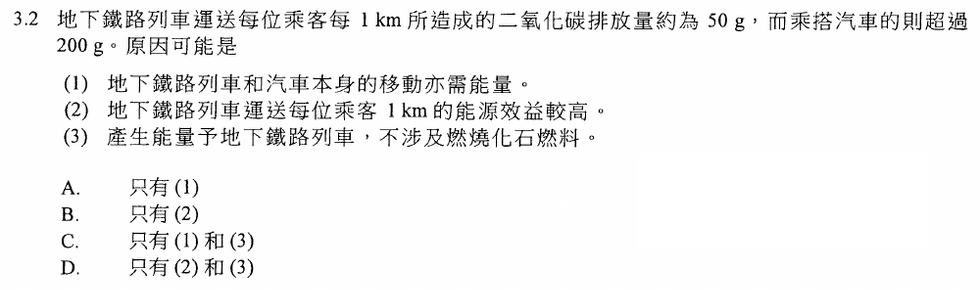 3.2 地下鐵路列車運送每位乘客每 1 km 所造成的二氧化碳排放量約為 50 g，而乘搭汽車的則超過
200 g。原因可能是
(1) 地下鐵路列車和汽車本身的移動亦需能量。
(2) 地下鐵路列車運送每位乘客 1 km 的能源效益較高。
(3) 產生能量予地下鐵路列車，不涉及燃燒化石燃料。
A. 只有 (1)
B. 只有 (2)
C. 只有 (1) 和 (3)
D. 只有 (2) 和 (3)